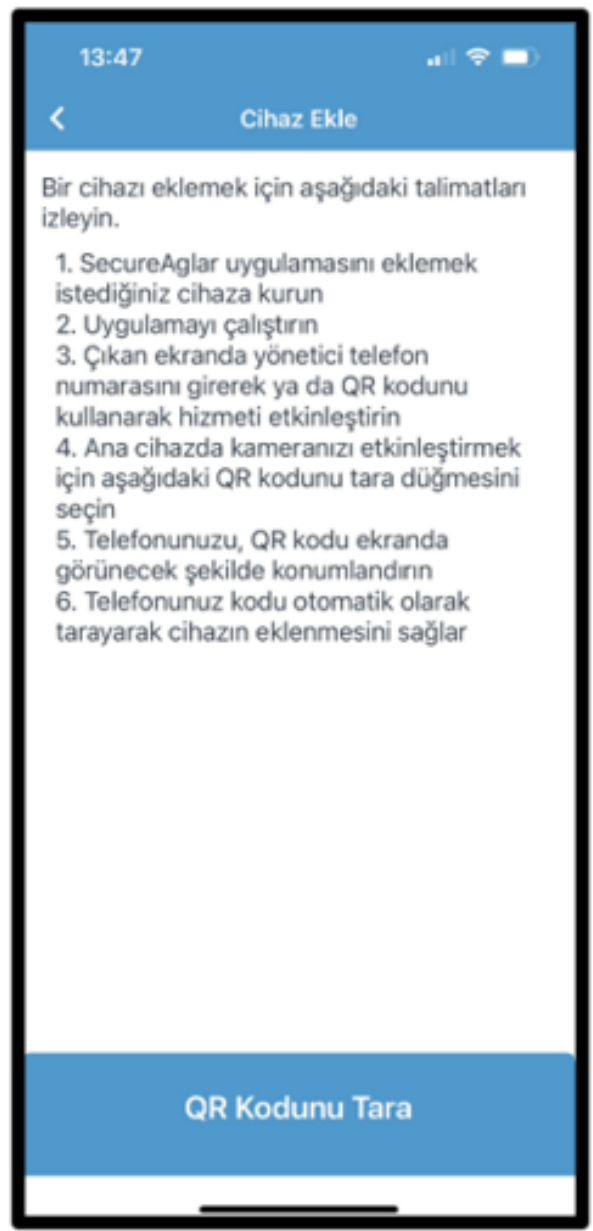 13:47
Cihaz Ekle
Bir cihazı eklemek için aşağıdaki talimatları
izleyin.
1. SecureAglar uygulamasını eklemek
istediğiniz cihaza kurun
2. Uygulamayı çalıştırın
3. Çıkan ekranda yönetici telefon
numarasını girerek ya da QR kodunu
kullanarak hizmeti etkinleştirin
4. Ana cihazda kameranızı etkinleştirmek
için aşağıdaki QR kodunu tara düğmesini
seçin
5. Telefonunuzu, QR kodu ekranda
görünecek şekilde konumlandırın
6. Telefonunuz kodu otomatik olarak
tarayarak cihazın eklenmesini sağlar
QR Kodunu Tara